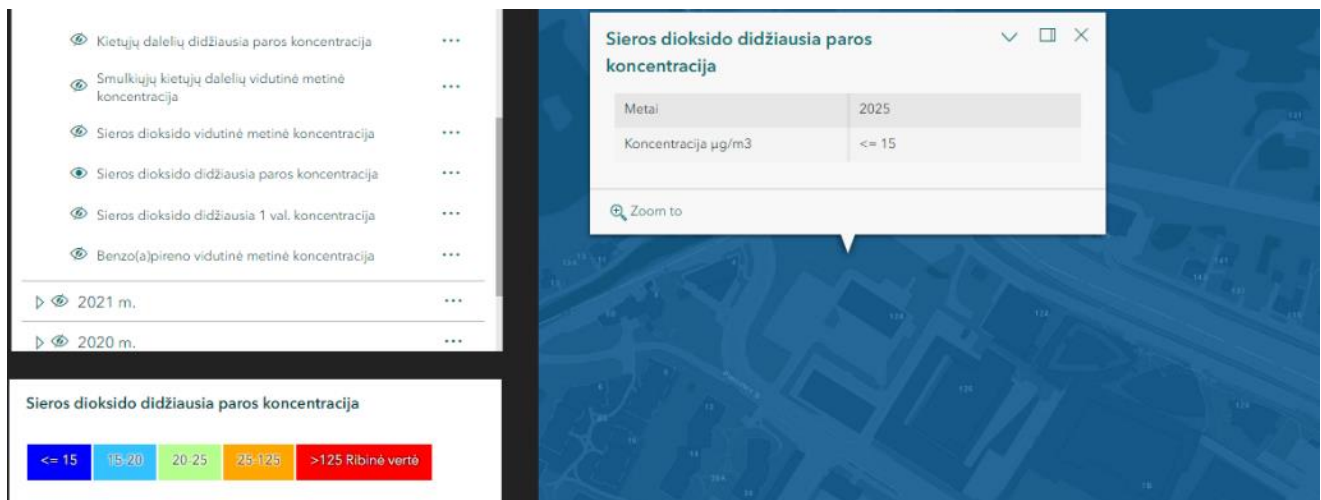 Kietųjų dalelių didžiausia paros koncentracija
Smulkiųjų kietųjų dalelių vidutinė metinė
koncentracija
Sieros dioksido vidutinė metinė koncentracija
Sieros dioksido didžiausia paros koncentracija
Sieros dioksido didžiausia 1 val. koncentracija
Benzo(a)pireno vidutinė metinė koncentracija
2021 m.
2020 m.
Sieros dioksido didžiausia paros koncentracija
<= 15
15-20
20-25
25-125
>125 Ribinė vertė
Sieros dioksido didžiausia paros
koncentracija
Metai 2025
Koncentracija µg/m3 <= 15
Zoom to